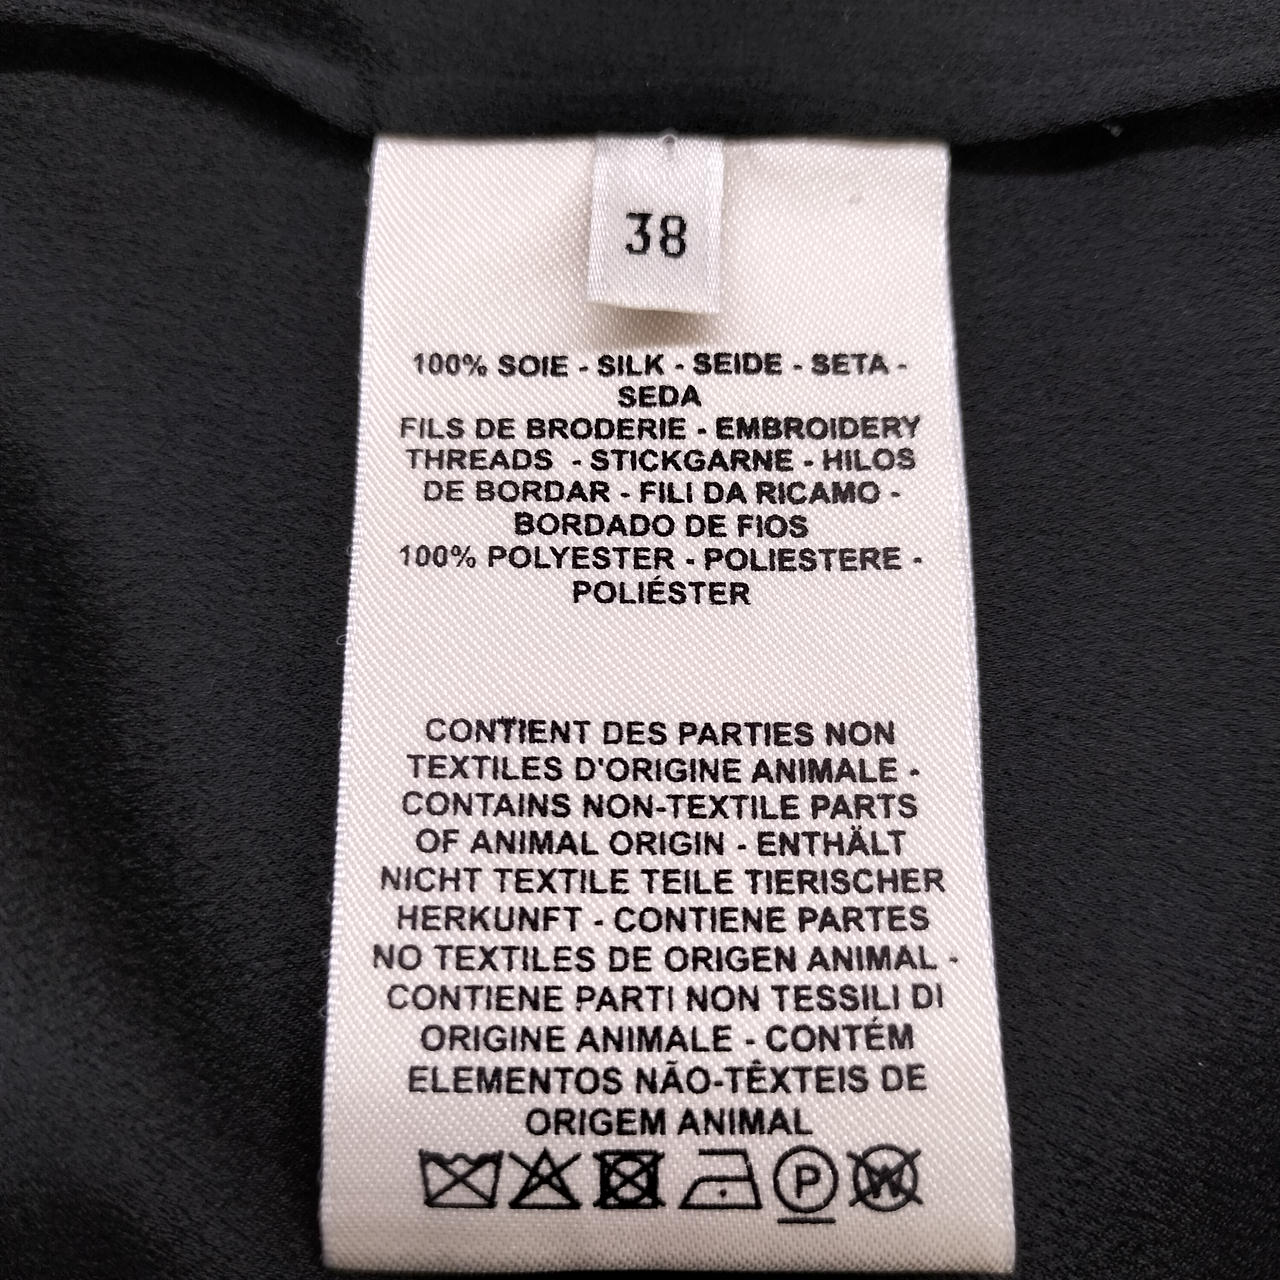 38
100% SOIE - SILK - SEIDE - SETA -
SEDA
FILS DE BRODERIE - EMBROIDERY
THREADS - STICKGARNE - HILOS
DE BORDAR - FILI DA RICAMO -
BORDADO DE FIOS
100% POLYESTER - POLIESTERE -
POLIÉSTER
CONTIENT DES PARTIES NON
TEXTILES D'ORIGINE ANIMALE -
CONTAINS NON-TEXTILE PARTS
OF ANIMAL ORIGIN - ENTHÄLT
NICHT TEXTILE TEILE TIERISCHER
HERKUNFT - CONTIENE PARTES
NO TEXTILES DE ORIGEN ANIMAL -
CONTIENE PARTI NON TESSILI DI
ORIGINE ANIMALE - CONTÉM
ELEMENTOS NÃO-TÊXTEIS DE
ORIGEM ANIMAL
P W